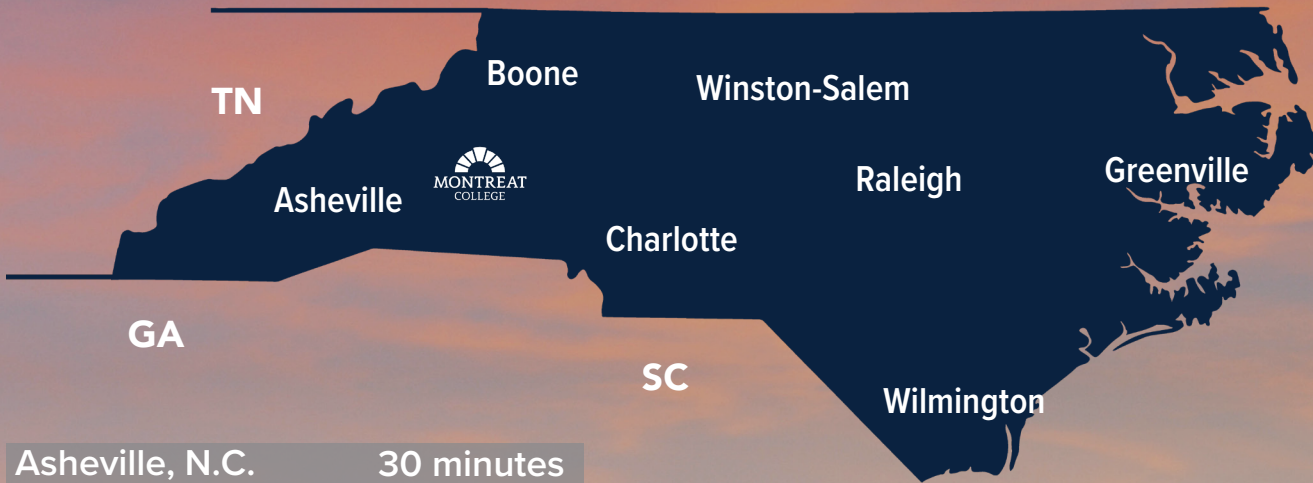 Boone
Winston-Salem
TN
MONTREAT
COLLEGE
Asheville
Raleigh
Greenville
Charlotte
GA
SC
Wilmington
Asheville, N.C. 30 minutes